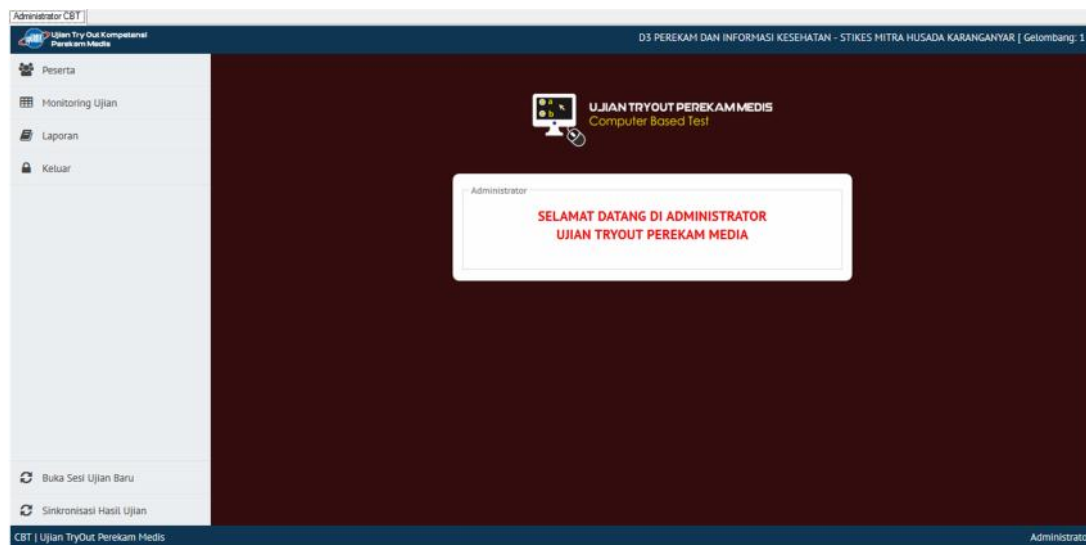 Administrator CBT
Ujian Try Out Kompetensi
Perekam Medis
D3 PEREKAM DAN INFORMASI KESEHATAN - STIKES MITRA HUSADA KARANGANYAR [ Gelombang: 1
Peserta
Monitoring Ujian
Laporan
Keluar
a
b
UJIAN TRYOUT PEREKAM MEDIS
Computer Based Test
Administrator
SELAMAT DATANG DI ADMINISTRATOR
UJIAN TRYOUT PEREKAM MEDIA
Buka Sesi Ujian Baru
Sinkronisasi Hasil Ujian
CBT | Ujian TryOut Perekam Medis
Administrato